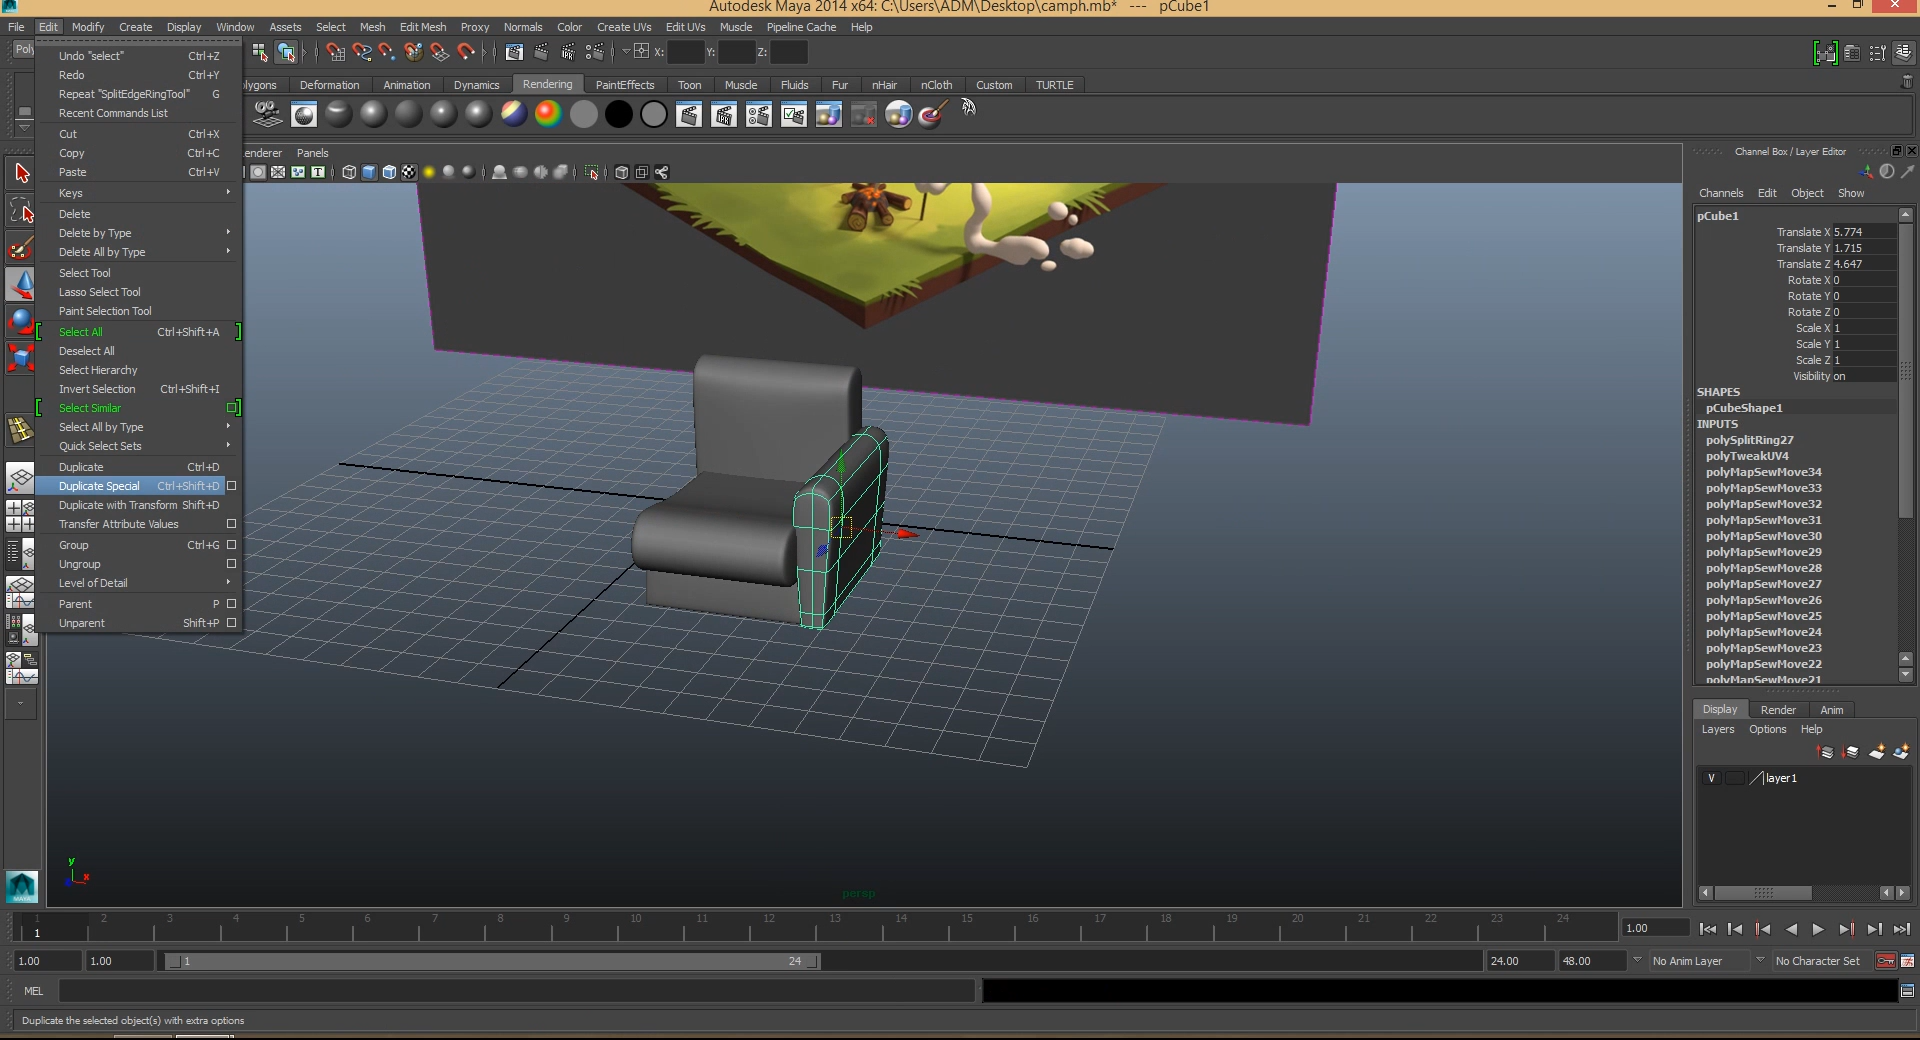 Autodesk Maya 2014 x64: C:\Users\ADM\Desktop\camph.mb* --- pCube1
File Edit Modify Create Display Window Assets Select Mesh Edit Mesh Proxy Normals Color Create UVs Edit UVs Muscle Pipeline Cache Help
Poly
X: Y: Z:
olygons Deformation Animation Dynamics Rendering PaintEffects Toon Muscle Fluids Fur nHair nCloth Custom TURTLE
Undo "select" Ctrl+Z
Redo Ctrl+Y
Repeat "SplitEdgeRingTool" G
Recent Commands List
Cut Ctrl+X
Copy Ctrl+C
Paste Ctrl+V
Keys
Delete
Delete by Type
Delete All by Type
Select Tool
Lasso Select Tool
Paint Selection Tool
Select All Ctrl+Shift+A
Deselect All
Select Hierarchy
Invert Selection Ctrl+Shift+I
Select Similar
Select All by Type
Quick Select Sets
Duplicate Ctrl+D
Duplicate Special Ctrl+Shift+D
Duplicate with Transform Shift+D
Transfer Attribute Values
Group Ctrl+G
Ungroup
Level of Detail
Parent P
Unparent Shift+P
enderer Panels
y
x
persp
Channel Box / Layer Editor
Channels Edit Object Show
pCube1
Translate X 5.774
Translate Y 1.715
Translate Z 4.647
Rotate X 0
Rotate Y 0
Rotate Z 0
Scale X 1
Scale Y 1
Scale Z 1
Visibility on
SHAPES
pCubeShape1
INPUTS
polySplitRing27
polyTweakUV4
polyMapSewMove34
polyMapSewMove33
polyMapSewMove32
polyMapSewMove31
polyMapSewMove30
polyMapSewMove29
polyMapSewMove28
polyMapSewMove27
polyMapSewMove26
polyMapSewMove25
polyMapSewMove24
polyMapSewMove23
polyMapSewMove22
polyMapSewMove21
Display Render Anim
Layers Options Help
V layer1
1 2 3 4 5 6 7 8 9 10 11 12 13 14 15 16 17 18 19 20 21 22 23 24
1
1.00
1.00 1.00 1 24 24.00 48.00 No Anim Layer No Character Set
MEL
Duplicate the selected object(s) with extra options